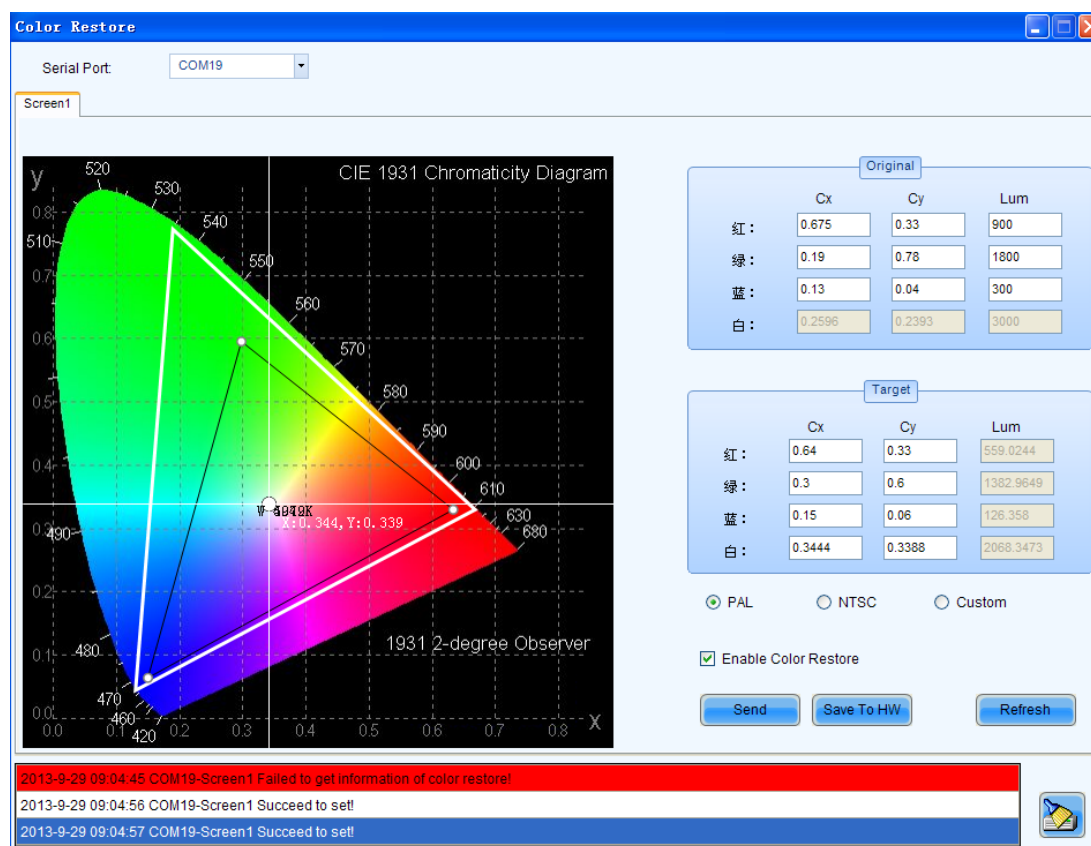 Color Restore
Serial Port: COM19
Screen1
CIE 1931 Chromaticity Diagram
y
520
530
540
510
550
560
570
580
590
600
610
630
680
490
480
470
460
420
0.8
0.7
0.6
0.5
0.4
0.3
0.2
0.1
0.0
0.0 0.1 0.2 0.3 0.4 0.5 0.6 0.7 0.8 X
X:0.344,Y:0.339
1931 2-degree Observer
Original
Cx Cy Lum
红： 0.675 0.33 900
绿： 0.19 0.78 1800
蓝： 0.13 0.04 300
白： 0.2596 0.2393 3000
Target
Cx Cy Lum
红： 0.64 0.33 559.0244
绿： 0.3 0.6 1382.9649
蓝： 0.15 0.06 126.358
白： 0.3444 0.3388 2068.3473
PAL NTSC Custom
Enable Color Restore
Send Save To HW Refresh
2013-9-29 09:04:45 COM19-Screen1 Failed to get information of color restore!
2013-9-29 09:04:56 COM19-Screen1 Succeed to set!
2013-9-29 09:04:57 COM19-Screen1 Succeed to set!